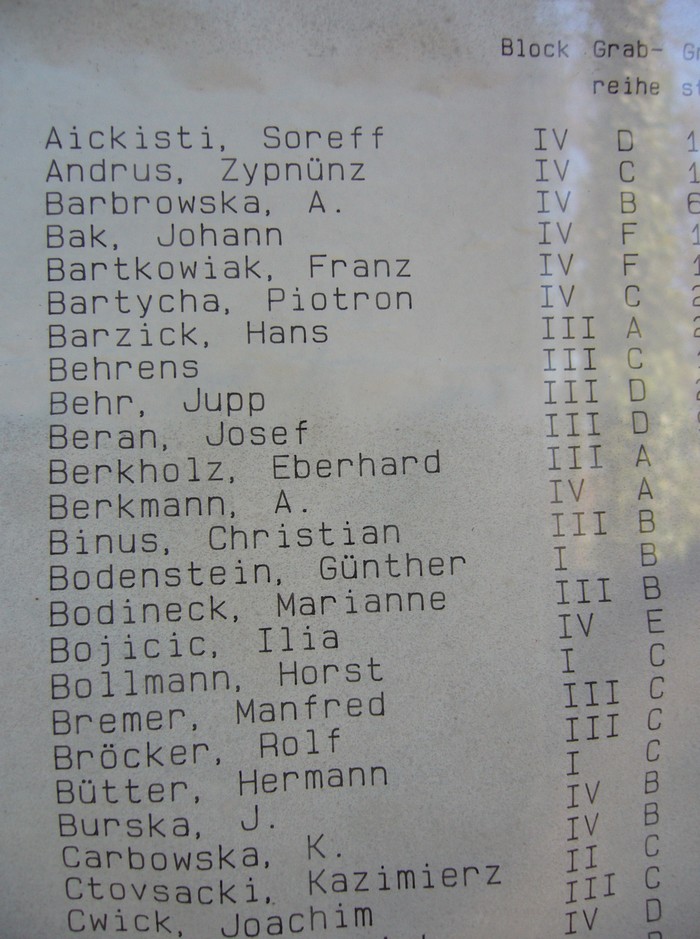 Block Grab-
reihe
Aickisti, Soreff IV D
Andrus, Zypnünz IV C
Barbrowska, A. IV B
Bak, Johann IV F
Bartkowiak, Franz IV F
Bartycha, Piotron IV C
Barzick, Hans III A
Behrens III C
Behr, Jupp III D
Beran, Josef III D
Berkholz, Eberhard III A
Berkmann, A. IV A
Binus, Christian III B
Bodenstein, Günther I B
Bodineck, Marianne III B
Bojicic, Ilia IV E
Bollmann, Horst I C
Bremer, Manfred III C
Bröcker, Rolf III C
Bütter, Hermann I C
Burska, J. IV B
Carbowska, K. IV B
Ctovsacki, Kazimierz II C
Cwick, Joachim III C
IV D